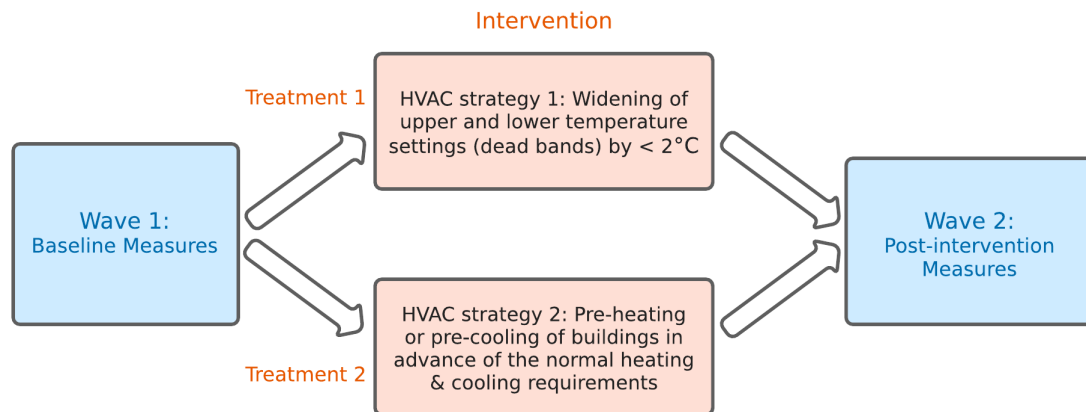 Intervention
Treatment 1
HVAC strategy 1: Widening of
upper and lower temperature
settings (dead bands) by < 2°C
Wave 1:
Baseline Measures
Wave 2:
Post-intervention
Measures
HVAC strategy 2: Pre-heating
or pre-cooling of buildings in
advance of the normal heating
& cooling requirements
Treatment 2